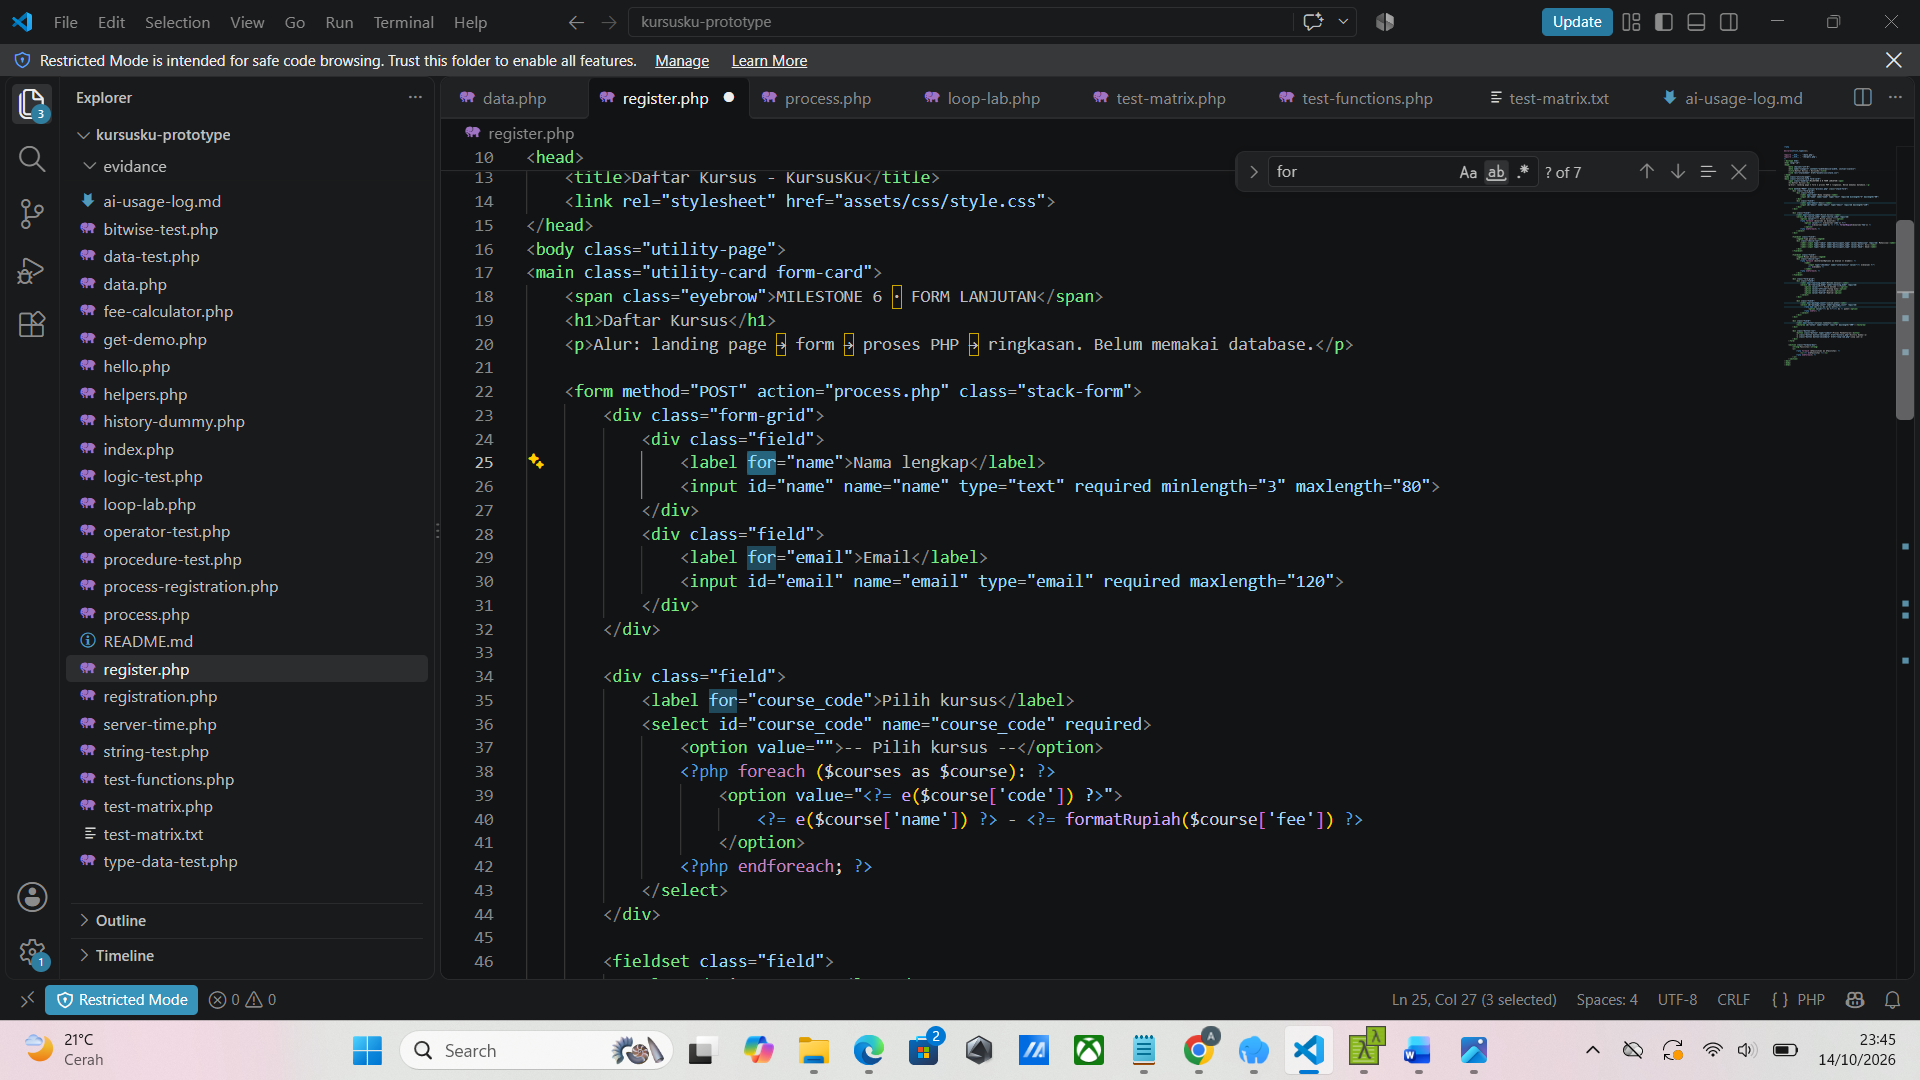 File Edit Selection View Go Run Terminal Help
kursusku-prototype
Update
Restricted Mode is intended for safe code browsing. Trust this folder to enable all features. Manage Learn More
3
Explorer
kursusku-prototype
evidance
ai-usage-log.md
bitwise-test.php
data-test.php
data.php
fee-calculator.php
get-demo.php
hello.php
helpers.php
history-dummy.php
index.php
logic-test.php
loop-lab.php
operator-test.php
procedure-test.php
process-registration.php
process.php
README.md
register.php
registration.php
server-time.php
string-test.php
test-functions.php
test-matrix.php
test-matrix.txt
type-data-test.php
Outline
Timeline
1
data.php register.php process.php loop-lab.php test-matrix.php test-functions.php test-matrix.txt ai-usage-log.md
register.php
for Aa ab .* ? of 7
10 <head>
13 <title>Daftar Kursus - KursusKu</title>
14 <link rel="stylesheet" href="assets/css/style.css">
15 </head>
16 <body class="utility-page">
17 <main class="utility-card form-card">
18 <span class="eyebrow">MILESTONE 6 · FORM LANJUTAN</span>
19 <h1>Daftar Kursus</h1>
20 <p>Alur: landing page → form → proses PHP → ringkasan. Belum memakai database.</p>
21
22 <form method="POST" action="process.php" class="stack-form">
23 <div class="form-grid">
24 <div class="field">
25 <label for="name">Nama lengkap</label>
26 <input id="name" name="name" type="text" required minlength="3" maxlength="80">
27 </div>
28 <div class="field">
29 <label for="email">Email</label>
30 <input id="email" name="email" type="email" required maxlength="120">
31 </div>
32 </div>
33
34 <div class="field">
35 <label for="course_code">Pilih kursus</label>
36 <select id="course_code" name="course_code" required>
37 <option value="">-- Pilih kursus --</option>
38 <?php foreach ($courses as $course): ?>
39 <option value="<?= e($course['code']) ?>">
40 <?= e($course['name']) ?> - <?= formatRupiah($course['fee']) ?>
41 </option>
42 <?php endforeach; ?>
43 </select>
44 </div>
45
46 <fieldset class="field">
Restricted Mode 0 0
Ln 25, Col 27 (3 selected) Spaces: 4 UTF-8 CRLF { } PHP
21°C
Cerah
Search
2
A
23:45
14/10/2026